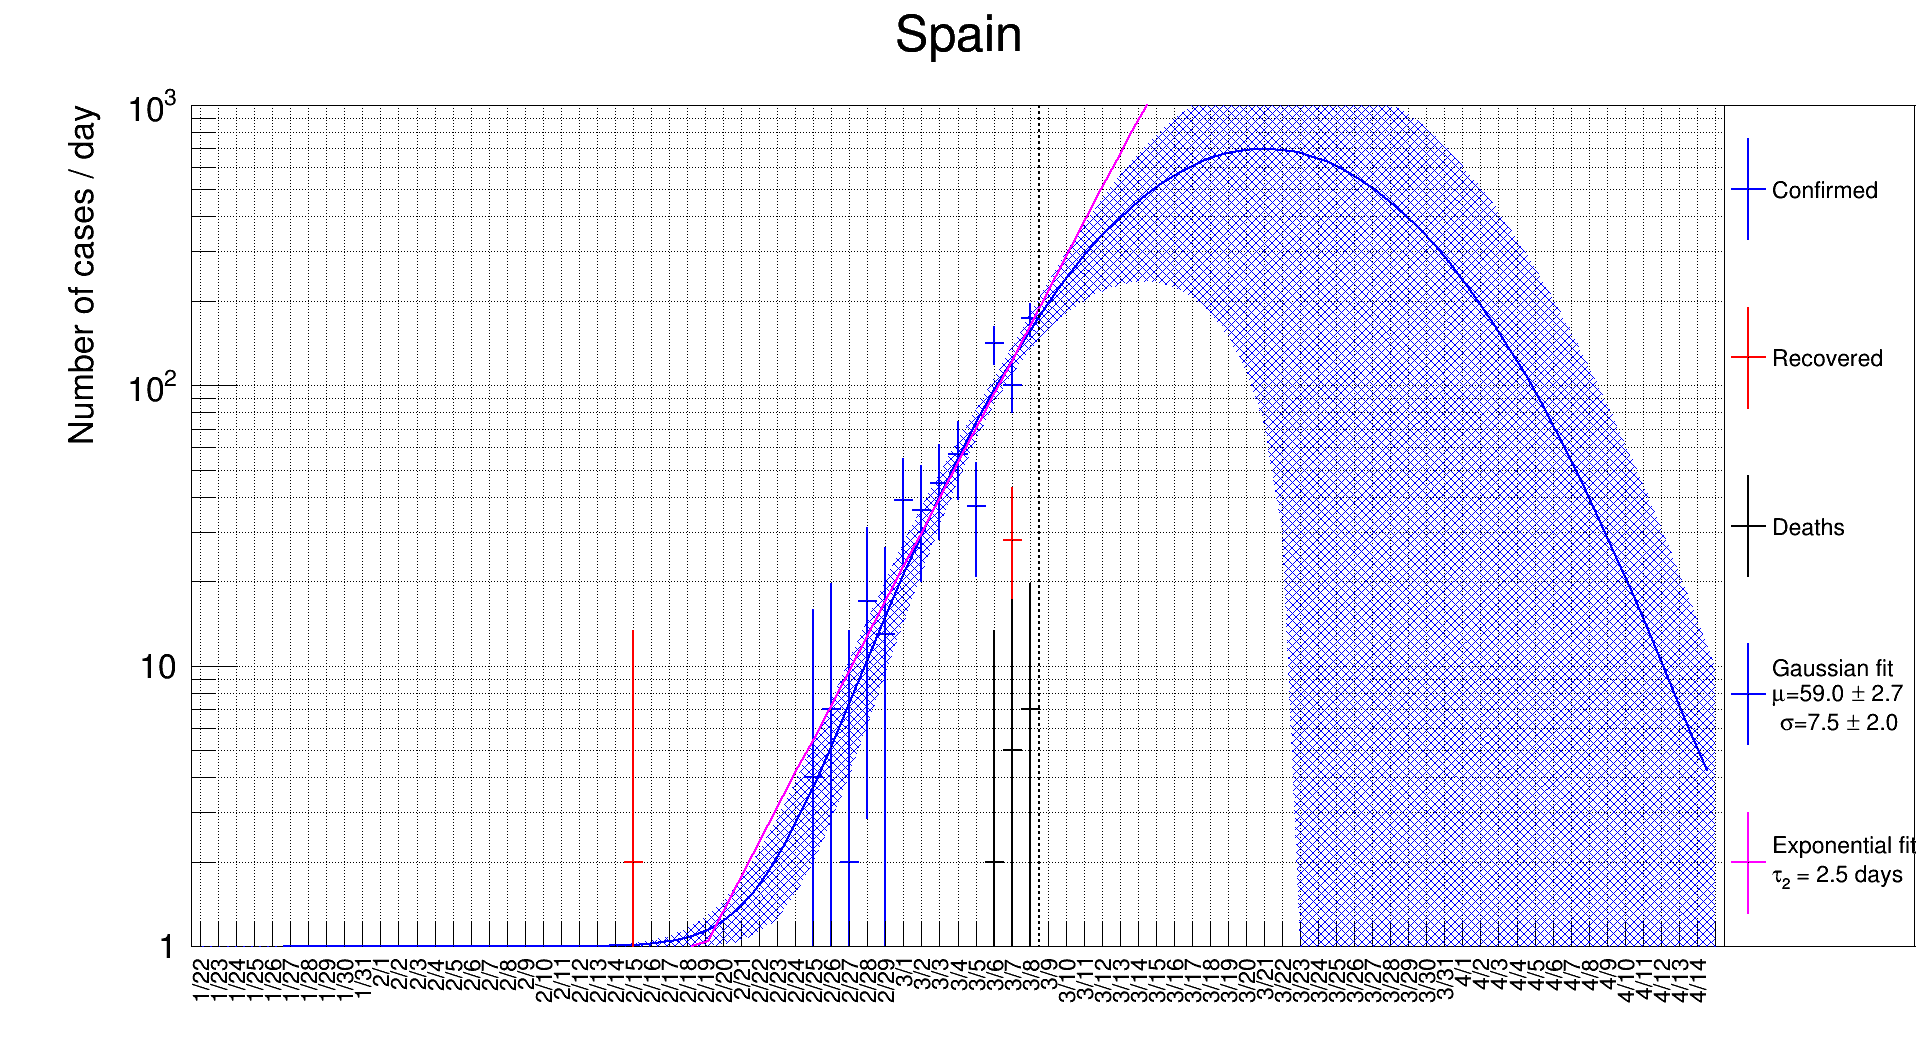 Spain
Number of cases / day
10³
10²
10
1
1/22 1/23 1/24 1/25 1/26 1/27 1/28 1/29 1/30 1/31 2/1 2/2 2/3 2/4 2/5 2/6 2/7 2/8 2/9 2/10 2/11 2/12 2/13 2/14 2/15 2/16 2/17 2/18 2/19 2/20 2/21 2/22 2/23 2/24 2/25 2/26 2/27 2/28 2/29 3/1 3/2 3/3 3/4 3/5 3/6 3/7 3/8 3/9 3/10 3/11 3/12 3/13 3/14 3/15 3/16 3/17 3/18 3/19 3/20 3/21 3/22 3/23 3/24 3/25 3/26 3/27 3/28 3/29 3/30 3/31 4/1 4/2 4/3 4/4 4/5 4/6 4/7 4/8 4/9 4/10 4/11 4/12 4/13 4/14
Confirmed
Recovered
Deaths
Gaussian fit
μ=59.0 ± 2.7
σ=7.5 ± 2.0
Exponential fit
τ₂ = 2.5 days